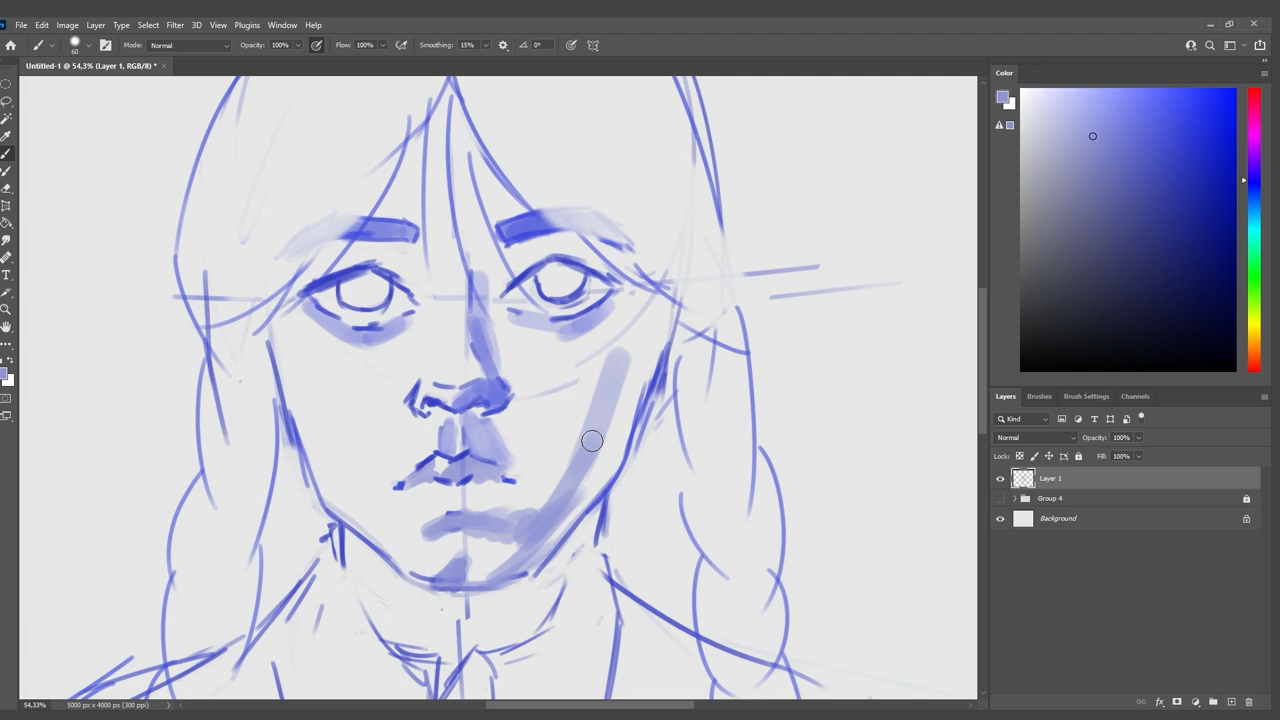 File Edit Image Layer Type Select Filter 3D View Plugins Window Help
60 Mode: Normal Opacity: 100% Flow: 100% Smoothing: 15% 0°
Untitled-1 @ 54,3% (Layer 1, RGB/8) * ×
Color
Layers Brushes Brush Settings Channels
Kind
Normal Opacity: 100%
Lock: Fill: 100%
Layer 1
Group 4
Background
54,33% 5000 px x 4000 px (300 ppi)